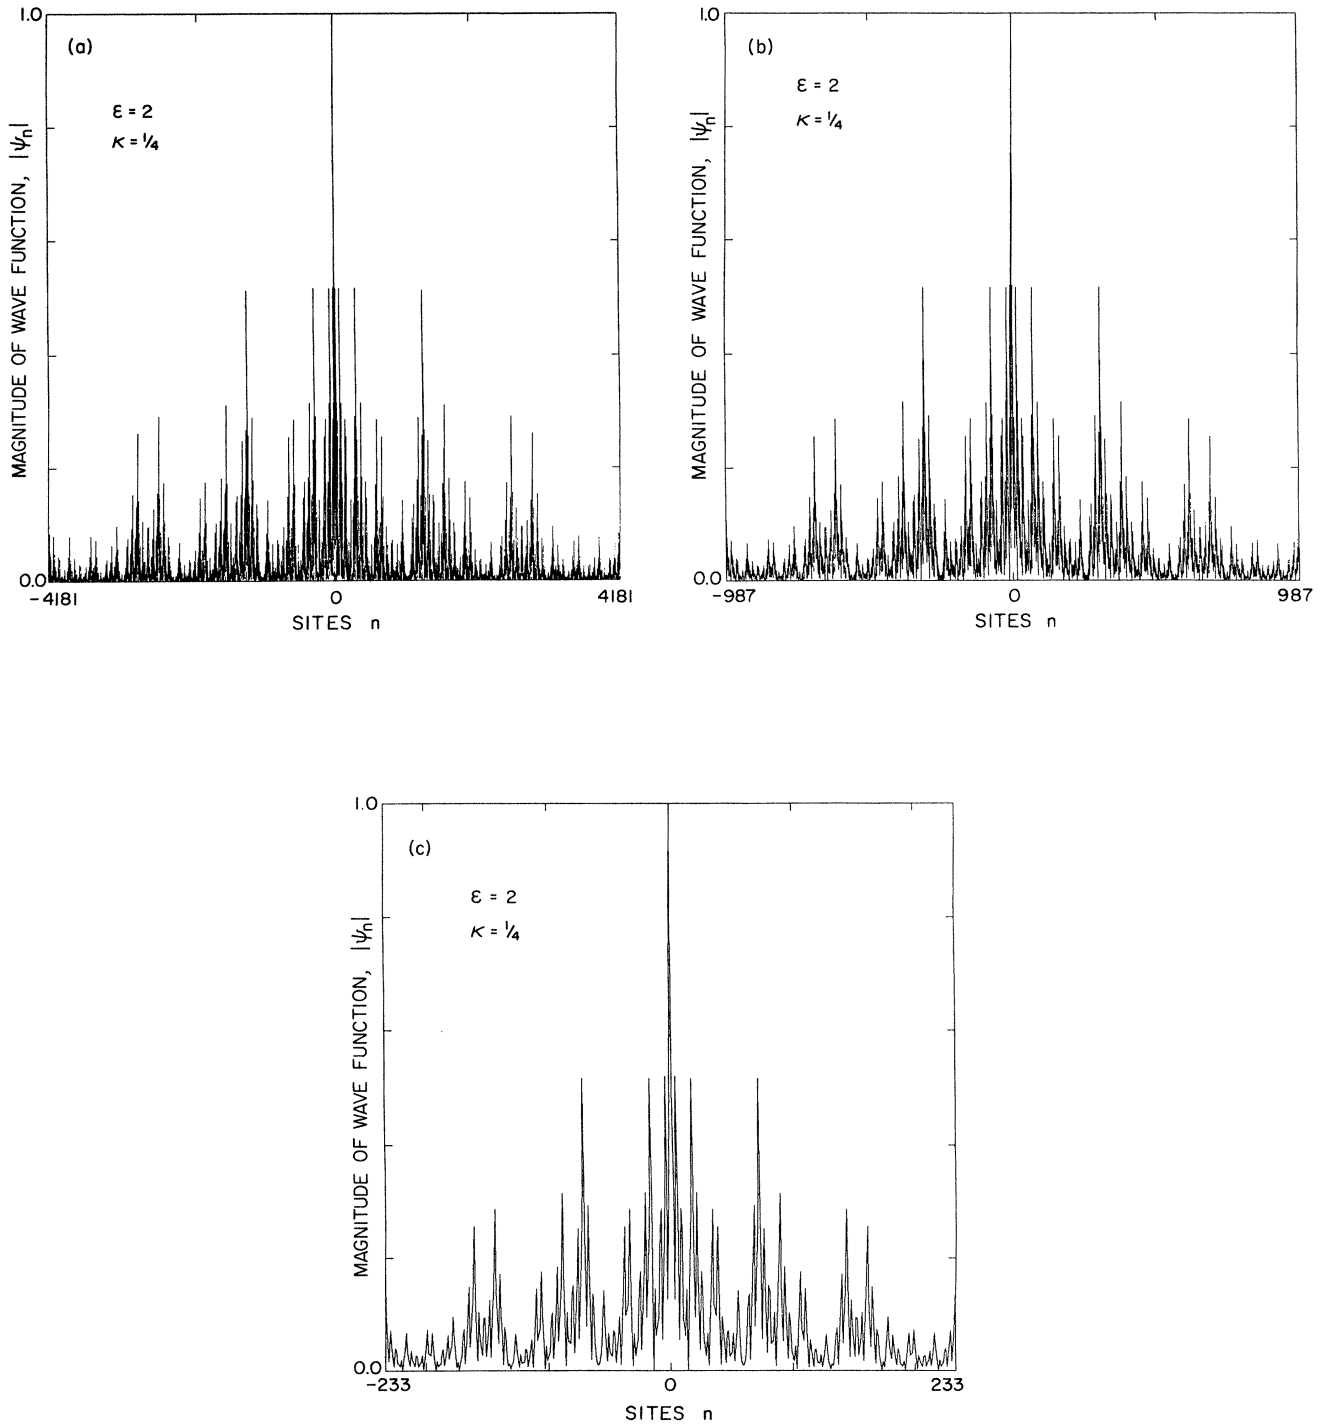 1.0
(a)
ε = 2
κ = ¼
MAGNITUDE OF WAVE FUNCTION, |ψn|
0.0
-4181
0
4181
SITES n
1.0
(b)
ε = 2
κ = ¼
MAGNITUDE OF WAVE FUNCTION, |ψn|
0.0
-987
0
987
SITES n
1.0
(c)
ε = 2
κ = ¼
MAGNITUDE OF WAVE FUNCTION, |ψn|
0.0
-233
0
233
SITES n